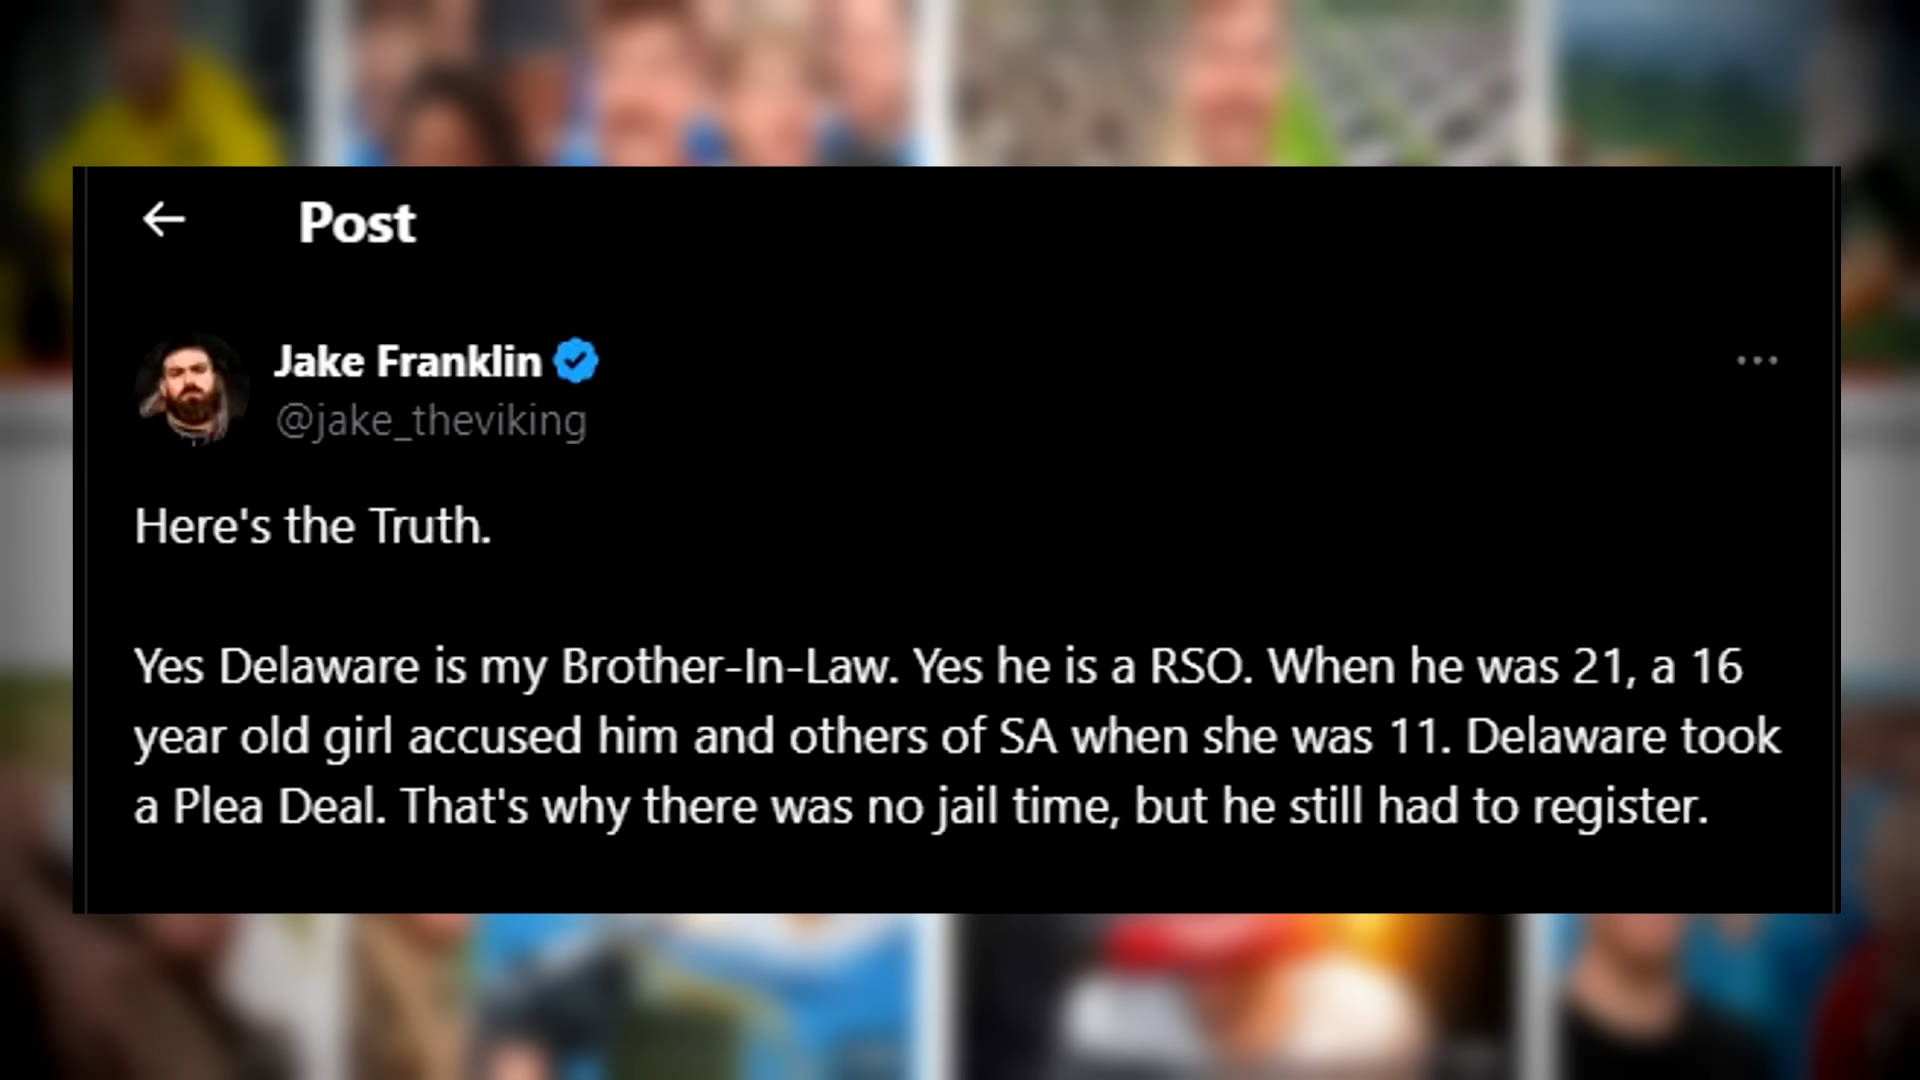 Post
Jake Franklin
@jake_theviking
Here's the Truth.
Yes Delaware is my Brother-In-Law. Yes he is a RSO. When he was 21, a 16
year old girl accused him and others of SA when she was 11. Delaware took
a Plea Deal. That's why there was no jail time, but he still had to register.